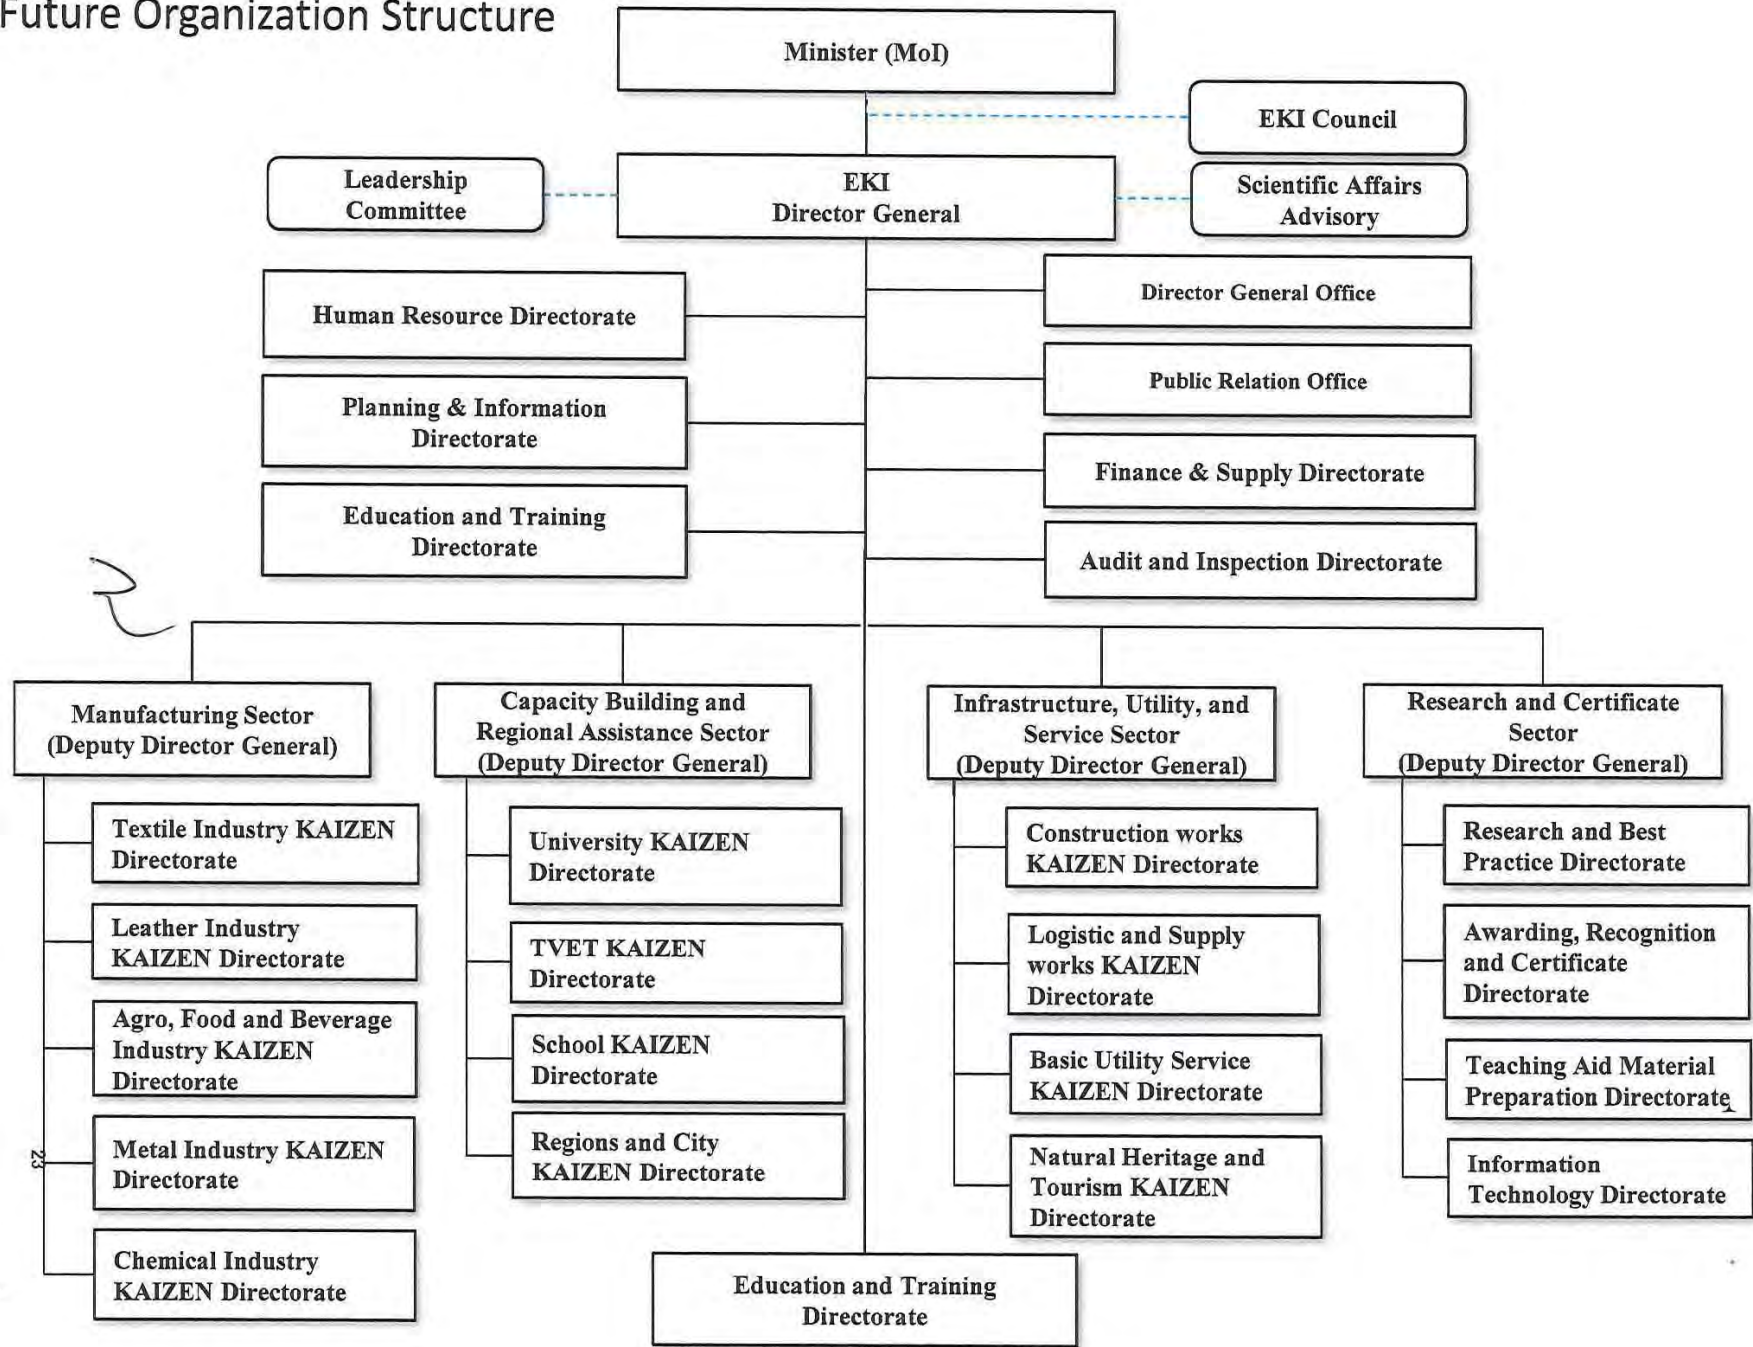 Future Organization Structure
Minister (MoI)
EKI Council
Leadership
Committee
EKI
Director General
Scientific Affairs
Advisory
Human Resource Directorate
Director General Office
Planning & Information
Directorate
Public Relation Office
Education and Training
Directorate
Finance & Supply Directorate
Audit and Inspection Directorate
Manufacturing Sector
(Deputy Director General)
Textile Industry KAIZEN
Directorate
Leather Industry
KAIZEN Directorate
Agro, Food and Beverage
Industry KAIZEN
Directorate
Metal Industry KAIZEN
Directorate
Chemical Industry
KAIZEN Directorate
Capacity Building and
Regional Assistance Sector
(Deputy Director General)
University KAIZEN
Directorate
TVET KAIZEN
Directorate
School KAIZEN
Directorate
Regions and City
KAIZEN Directorate
Infrastructure, Utility, and
Service Sector
(Deputy Director General)
Construction works
KAIZEN Directorate
Logistic and Supply
works KAIZEN
Directorate
Basic Utility Service
KAIZEN Directorate
Natural Heritage and
Tourism KAIZEN
Directorate
Research and Certificate
Sector
(Deputy Director General)
Research and Best
Practice Directorate
Awarding, Recognition
and Certificate
Directorate
Teaching Aid Material
Preparation Directorate
Information
Technology Directorate
Education and Training
Directorate
23